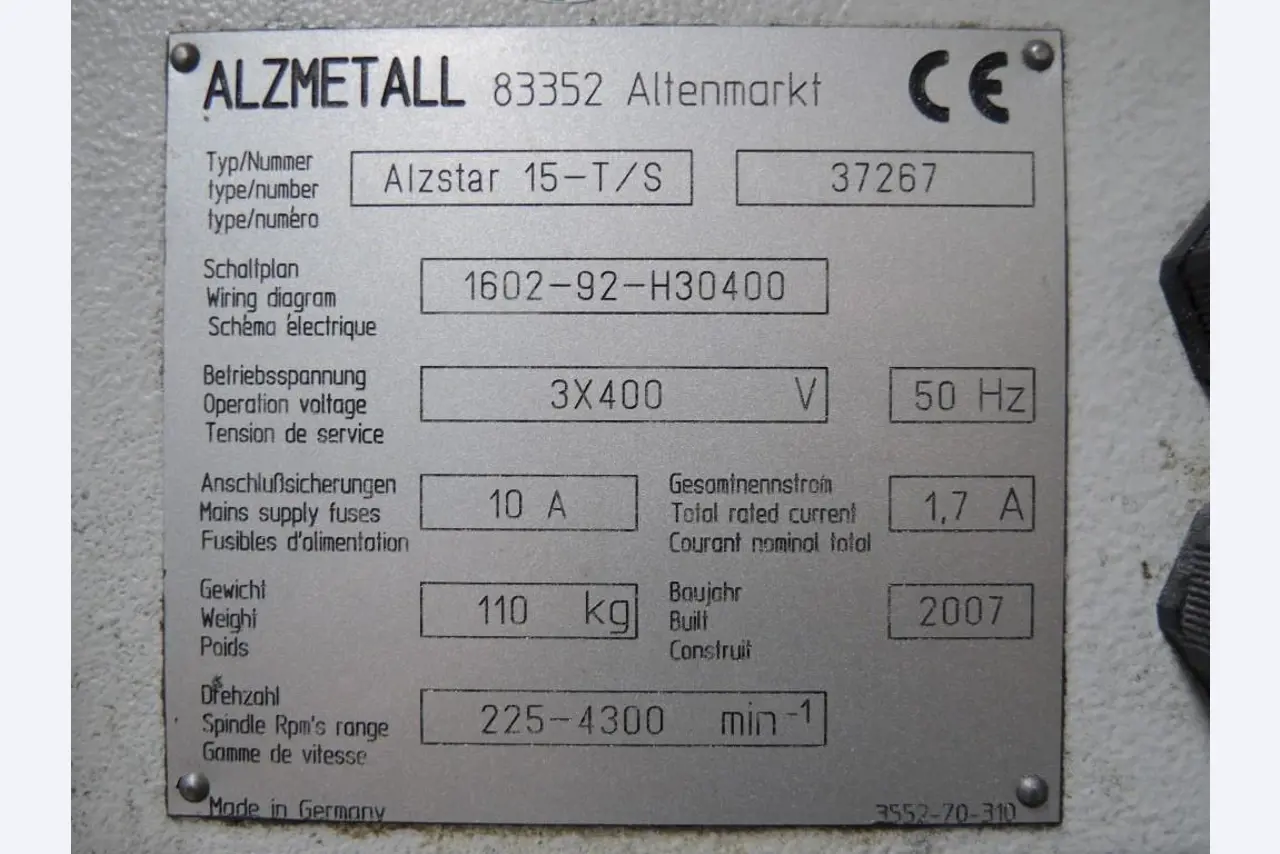 ALZMETALL 83352 Altenmarkt CE
Typ/Nummer
type/number
type/numéro
Alzstar 15-T/S
37267
Schaltplan
Wiring diagram
Schéma électrique
1602-92-H30400
Betriebsspannung
Operation voltage
Tension de service
3X400 V
50 Hz
Anschlußsicherungen
Mains supply fuses
Fusibles d'alimentation
10 A
Gesamtnennstrom
Total rated current
Courant nominal total
1,7 A
Gewicht
Weight
Poids
110 kg
Baujahr
Built
Construit
2007
Drehzahl
Spindle Rpm's range
Gamme de vitesse
225-4300 min⁻¹
Made in Germany
3552-70-310